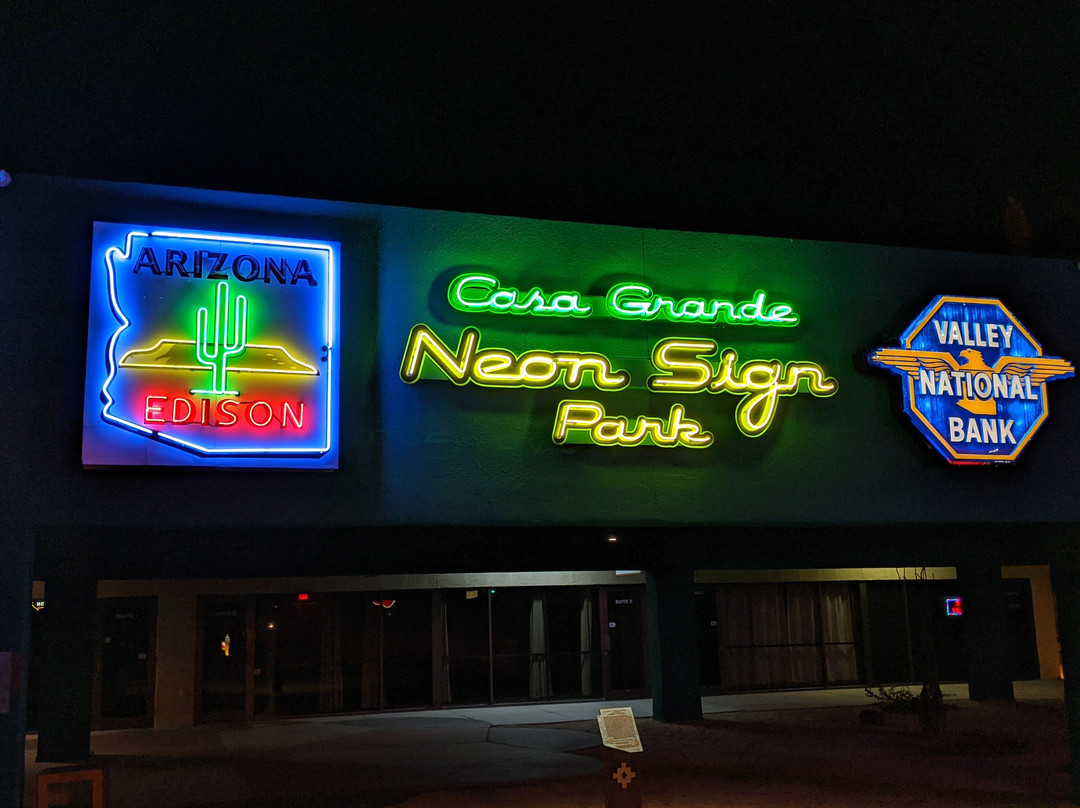 ARIZONA
EDISON
Casa Grande
Neon Sign
Park
VALLEY
NATIONAL
BANK